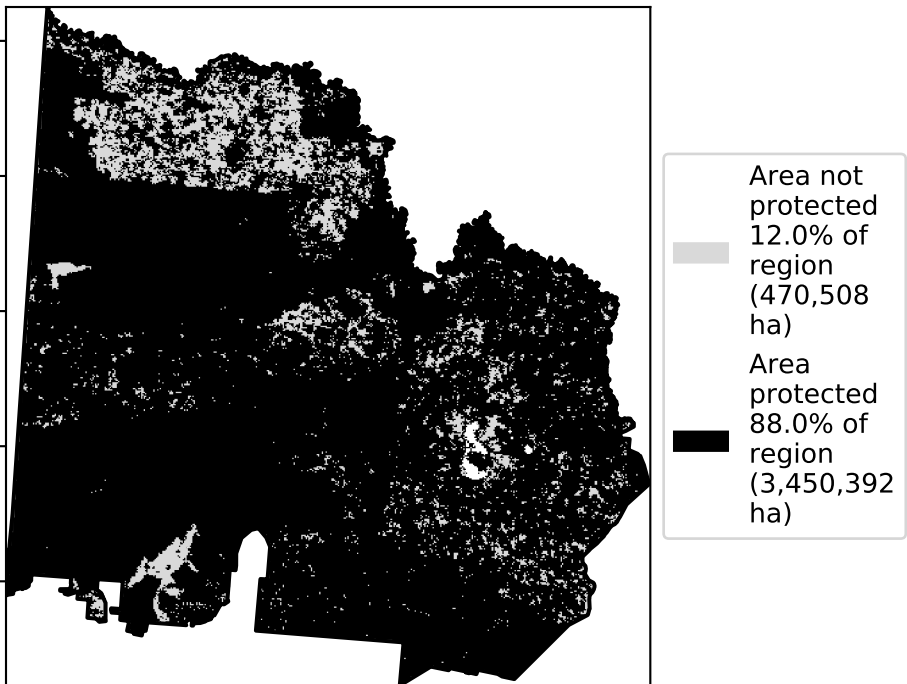 Area not
protected
12.0% of
region
(470,508
ha)
Area
protected
88.0% of
region
(3,450,392
ha)